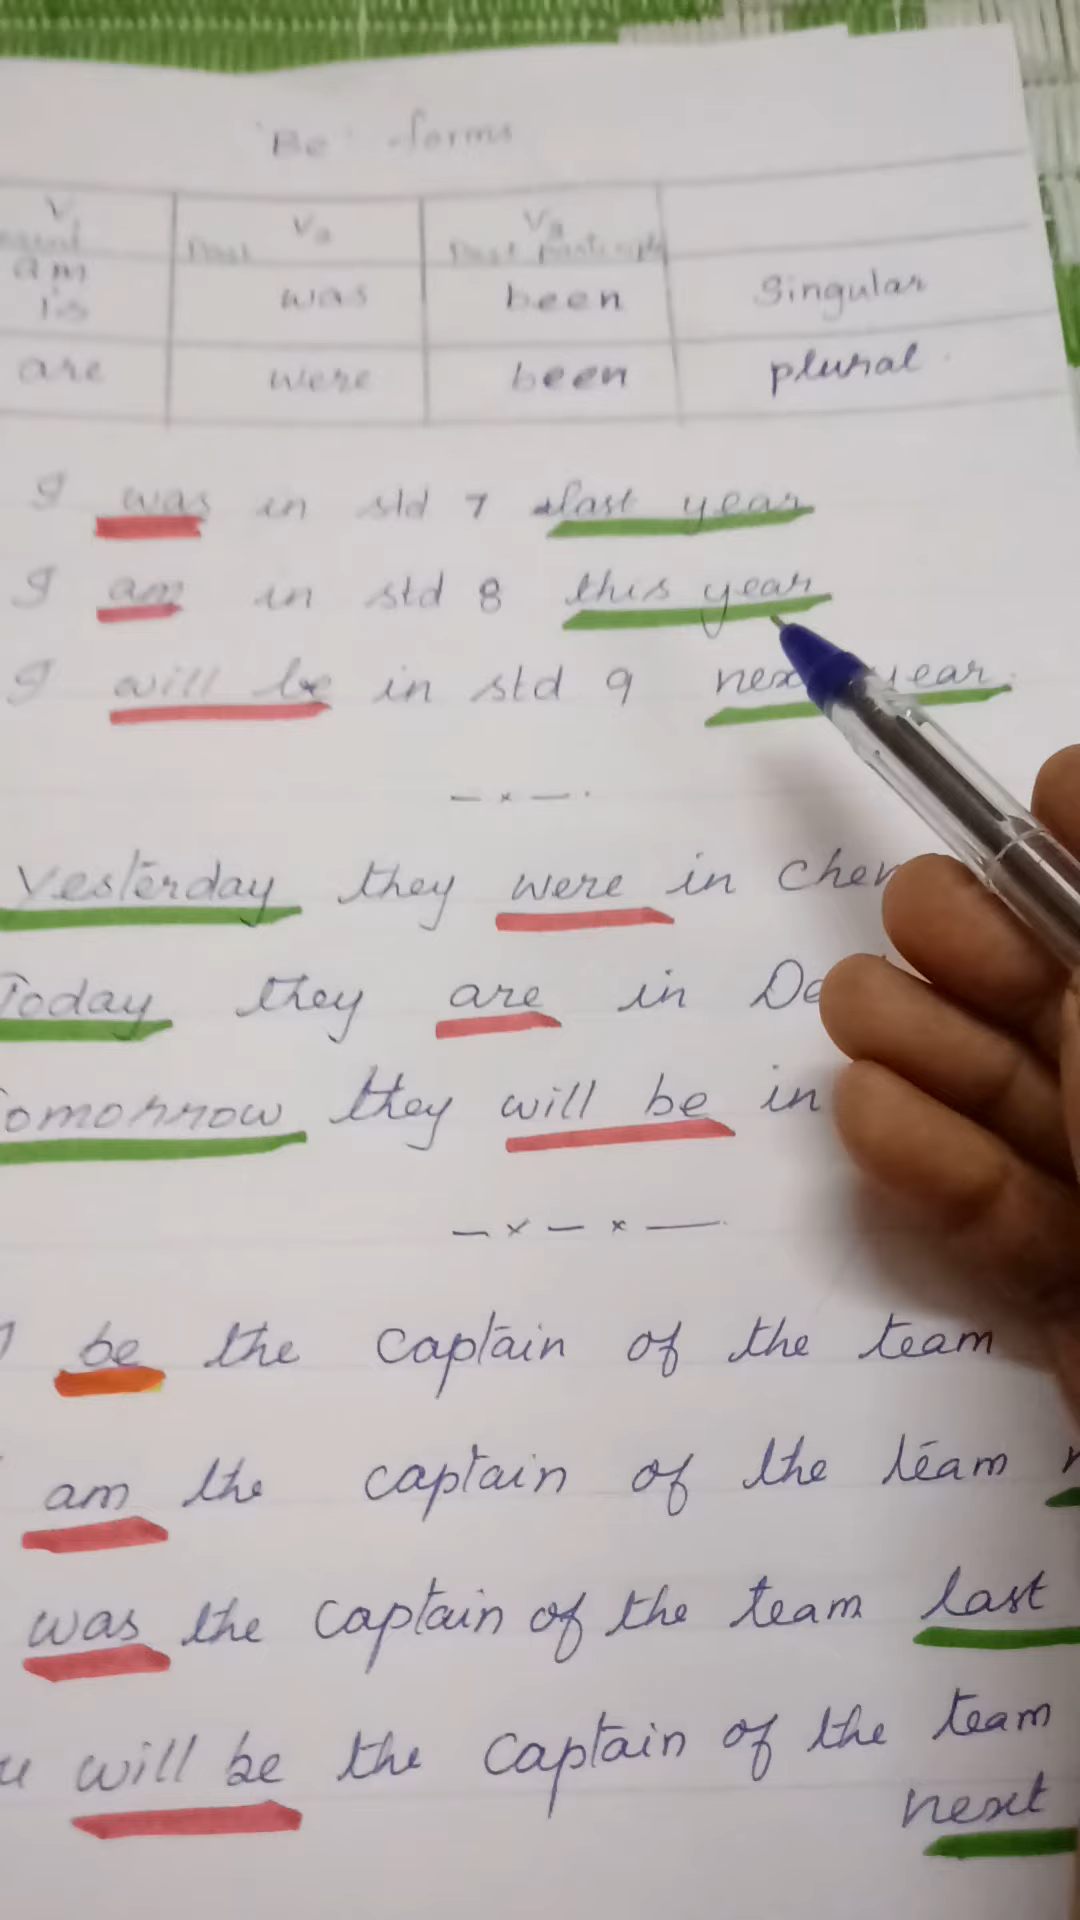 'Be' forms
V1 V2 V3
Past Past participle
am
is was been Singular
are were been plural
I was in std 7 last year
I am in std 8 this year
I will be in std 9 next year.
Yesterday they were in
Today they are in
Tomorrow they will be in
be the captain of the team
am the captain of the team
was the captain of the team last
will be the captain of the team
next